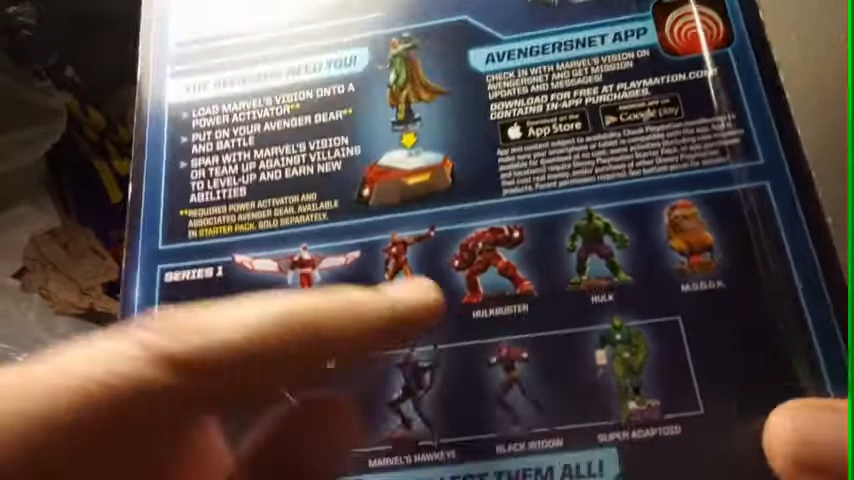 THE AVENGERS NEED YOU!
LOAD MARVEL'S VISION ONTO A
POWER ACTIVATOR**
PUT ON YOUR AVENGER GEAR**
AND BATTLE
SPAR WITH MARVEL'S VISION
OR TEAM UP AGAINST VILLAINS
TO LEVEL-UP AND EARN NEW
ABILITIES
**REQUIRES POWER ACTIVATOR AND
ASSOCIATED AVENGER GEAR. AVAILABLE
IN STARTER PACK. SOLD SEPARATELY.
AVENGERSNET APP
CHECK IN WITH MARVEL'S VISION ON
AVENGERSNET AND GET MISSION
UPDATES AND MESSAGES!
DOWNLOAD FOR FREE AT PLAYMATION.COM
CONTAINS IN-APP PURCHASES.
App Store
Google play
SERIES 1
HULKBUSTER
HULK
M.O.D.O.K.
MARVEL'S HAWKEYE
BLACK WIDOW
SUPER ADAPTOID
THEM ALL!